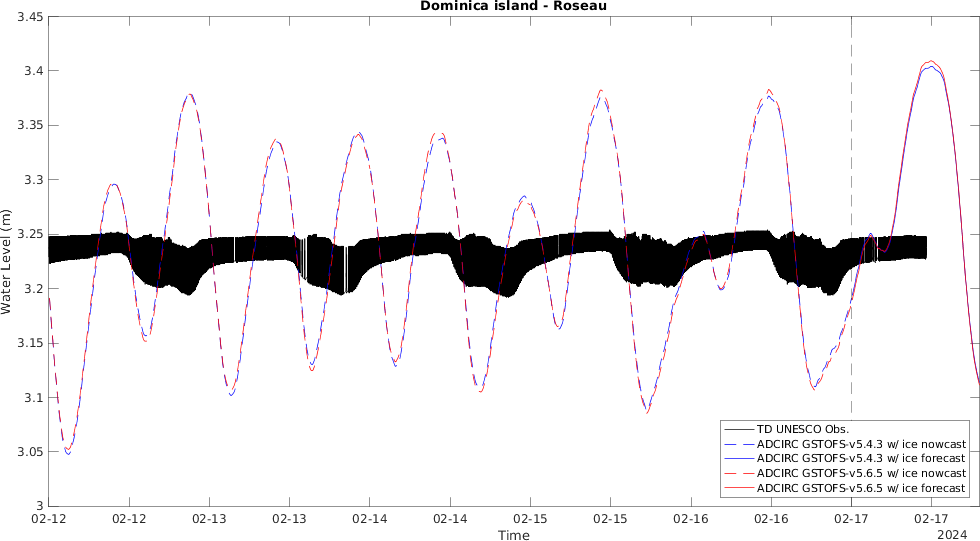 Dominica island - Roseau
3.45
3.4
3.35
3.3
3.25
3.2
3.15
3.1
3.05
3
Water Level (m)
02-12
02-12
02-13
02-13
02-14
02-14
02-15
02-15
02-16
02-16
02-17
02-17
Time
2024
TD UNESCO Obs.
ADCIRC GSTOFS-v5.4.3 w/ ice nowcast
ADCIRC GSTOFS-v5.4.3 w/ ice forecast
ADCIRC GSTOFS-v5.6.5 w/ ice nowcast
ADCIRC GSTOFS-v5.6.5 w/ ice forecast